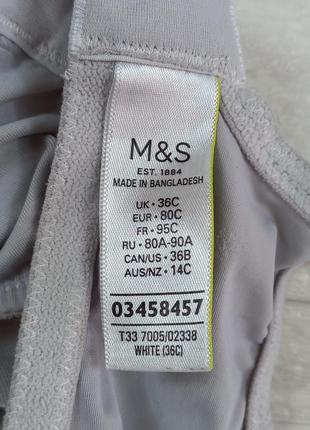 M&S
EST. 1884
MADE IN BANGLADESH
UK • 36C
EUR • 80C
FR • 95C
RU • 80A-90A
CAN/US • 36B
AUS/NZ • 14C
03458457
T33 7005/02338
WHITE (36C)